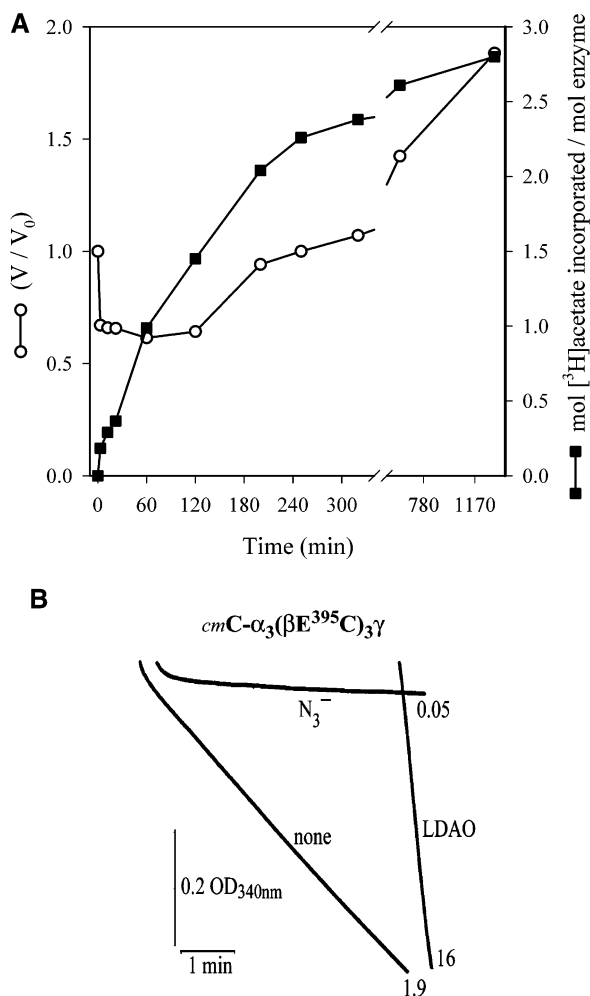 A
2.0
1.5
1.0
0.5
0.0
(V / V₀)
3.0
2.5
2.0
1.5
1.0
0.5
0.0
mol [³H]acetate incorporated / mol enzyme
0 60 120 180 240 300 780 1170
Time (min)
B
cmC-α₃(βE³⁹⁵C)₃γ
N₃⁻
0.05
LDAO
none
0.2 OD₃₄₀nm
1 min
16
1.9